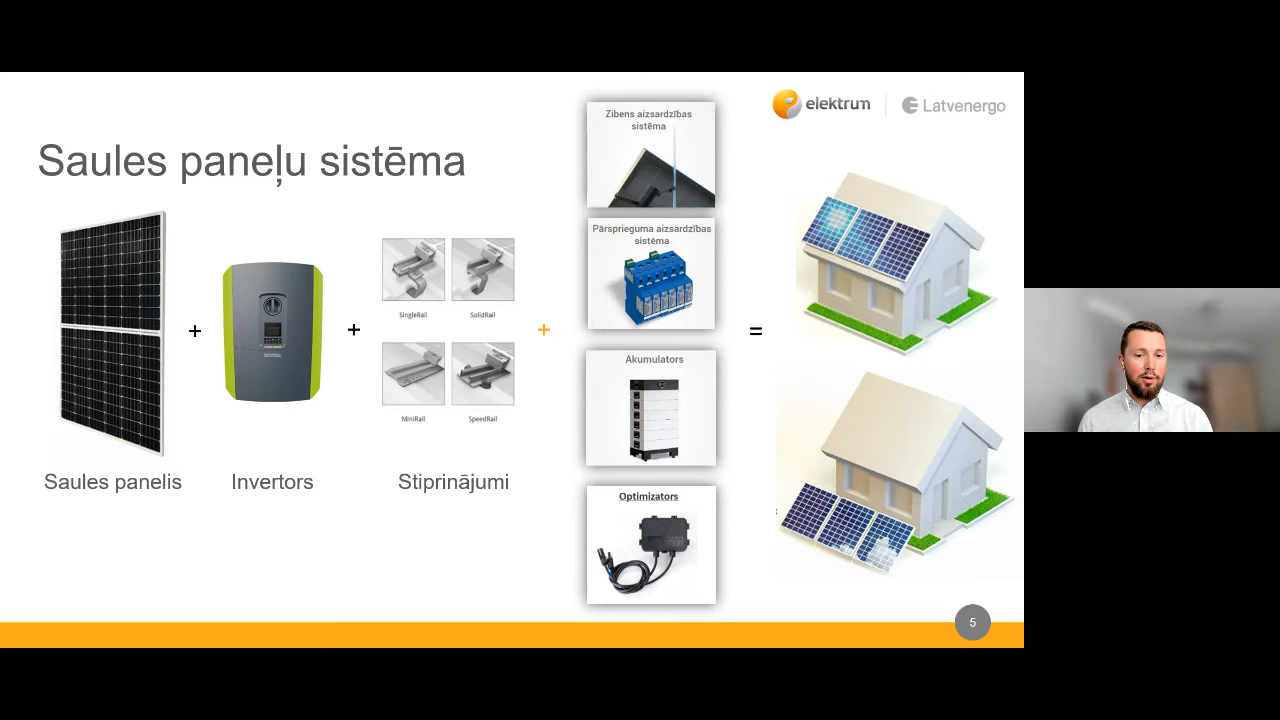 elektrum
Latvenergo
Saules paneļu sistēma
Saules panelis
+
Invertors
+
SingleRail
SolidRail
MiniRail
SpeedRail
Stiprinājumi
+
Zibens aizsardzības
sistēma
Pārsprieguma aizsardzības
sistēma
Akumulators
Optimizators
=
5